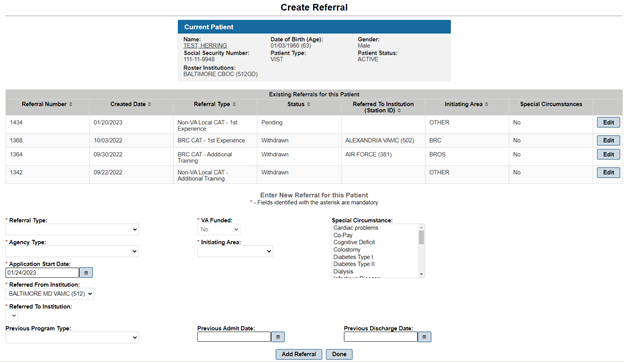 Create Referral
Current Patient
Name: Date of Birth (Age): Gender:
TEST, HERRING 01/03/1960 (63) Male
Social Security Number: Patient Type: Patient Status:
111-11-9948 VIST ACTIVE
Roster Institutions:
BALTIMORE CBOC (512GD)
Existing Referrals for this Patient
Referral Number Created Date Referral Type Status Referred To Institution (Station ID) Initiating Area Special Circumstances
1434 01/20/2023 Non-VA Local CAT - 1st Experience Pending OTHER No Edit
1368 10/03/2022 BRC CAT - 1st Experience Withdrawn ALEXANDRIA VAMC (502) BRC No Edit
1364 09/30/2022 BRC CAT - Additional Training Withdrawn AIR FORCE (381) BROS No Edit
1342 09/22/2022 Non-VA Local CAT - Additional Training Withdrawn OTHER No Edit
Enter New Referral for this Patient
* - Fields identified with the asterisk are mandatory
* Referral Type: * VA Funded: Special Circumstance:
No Cardiac problems
Co-Pay
* Agency Type: * Initiating Area: Cognitive Deficit
Colostomy
Diabetes Type I
* Application Start Date: Diabetes Type II
01/24/2023 Dialysis
* Referred From Institution:
BALTIMORE MD VAMC (512)
* Referred To Institution:
Previous Program Type: Previous Admit Date: Previous Discharge Date:
Add Referral Done